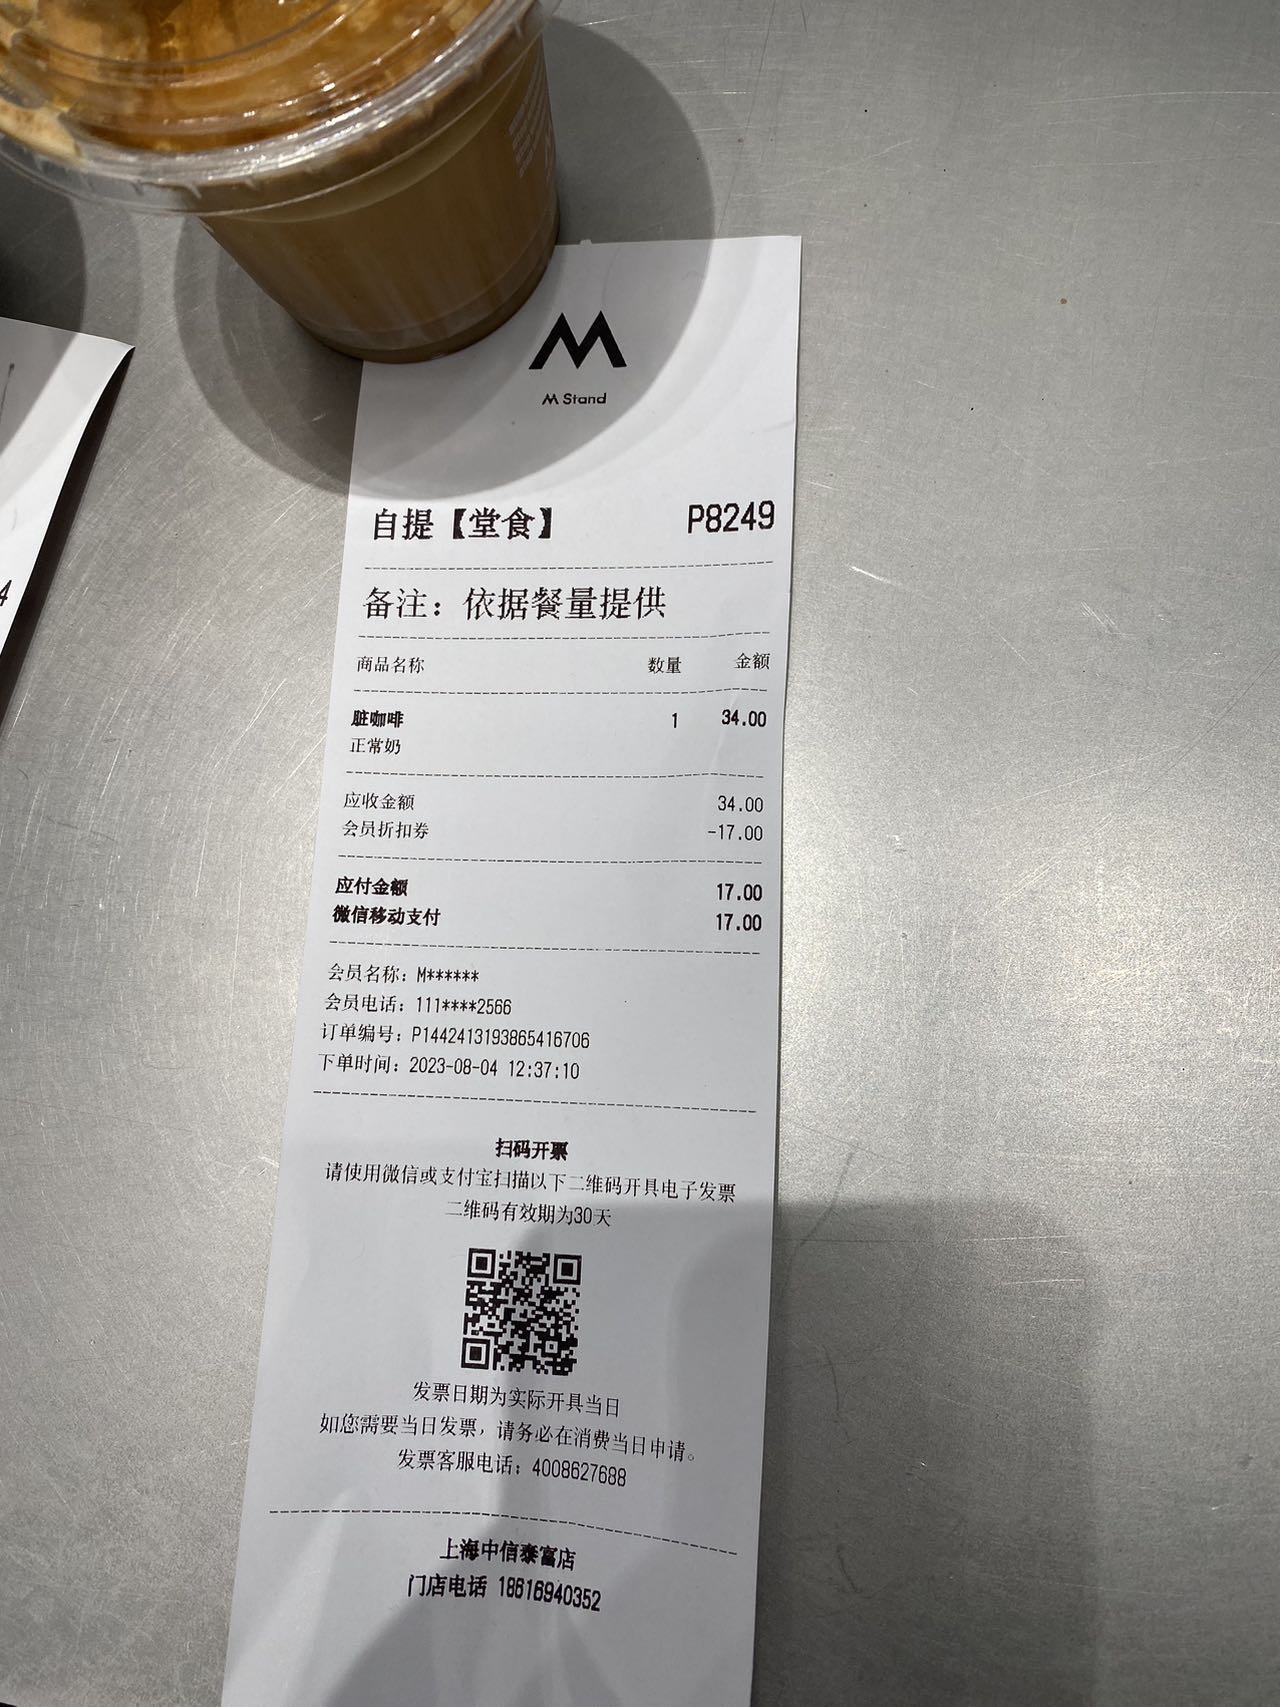 M Stand
自提【堂食】 P8249
备注：依据餐量提供
商品名称 数量 金额
脏咖啡 1 34.00
正常奶
应收金额 34.00
会员折扣券 -17.00
应付金额 17.00
微信移动支付 17.00
会员名称：M******
会员电话：111****2566
订单编号：P1442413193865416706
下单时间：2023-08-04 12:37:10
扫码开票
请使用微信或支付宝扫描以下二维码开具电子发票
二维码有效期为30天
发票日期为实际开具当日
如您需要当日发票，请务必在消费当日申请。
发票客服电话：4008627688
上海中信泰富店
门店电话 18616940352
4